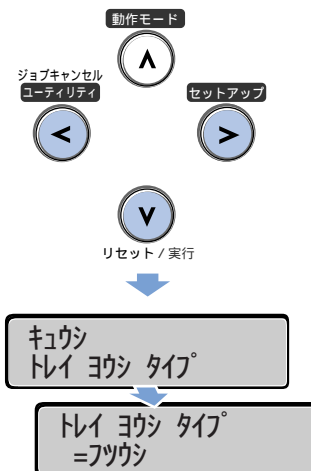 動作モード
ジョブキャンセル
ユーティリティ
セットアップ
リセット / 実行
ｷｭｳｼ
ﾄﾚｲ ﾖｳｼ ﾀｲﾌﾟ
ﾄﾚｲ ﾖｳｼ ﾀｲﾌﾟ
=ﾌﾂｳｼ